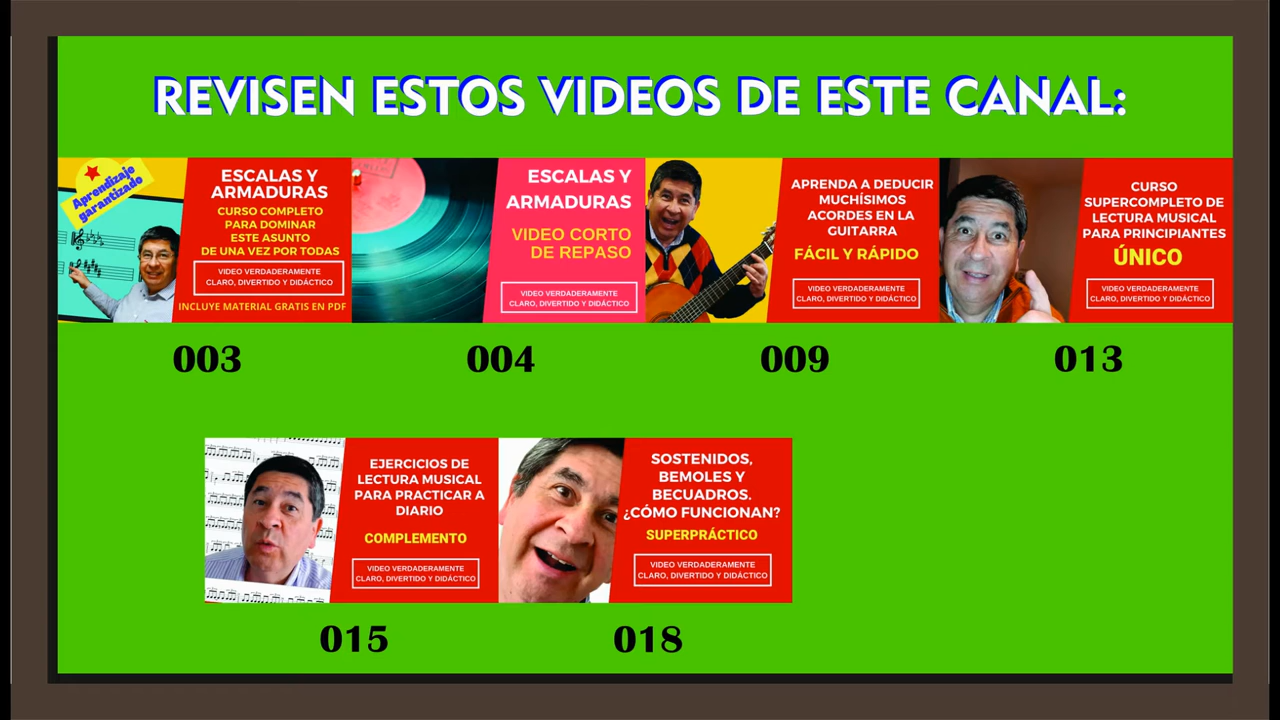 REVISEN ESTOS VIDEOS DE ESTE CANAL:
Aprendizaje
garantizado
ESCALAS Y
ARMADURAS
CURSO COMPLETO
PARA DOMINAR
ESTE ASUNTO
DE UNA VEZ POR TODAS
VIDEO VERDADERAMENTE
CLARO, DIVERTIDO Y DIDÁCTICO
INCLUYE MATERIAL GRATIS EN PDF
003
ESCALAS Y
ARMADURAS
VIDEO CORTO
DE REPASO
VIDEO VERDADERAMENTE
CLARO, DIVERTIDO Y DIDÁCTICO
004
APRENDA A DEDUCIR
MUCHÍSIMOS
ACORDES EN LA
GUITARRA
FÁCIL Y RÁPIDO
VIDEO VERDADERAMENTE
CLARO, DIVERTIDO Y DIDÁCTICO
009
CURSO
SUPERCOMPLETO DE
LECTURA MUSICAL
PARA PRINCIPIANTES
ÚNICO
VIDEO VERDADERAMENTE
CLARO, DIVERTIDO Y DIDÁCTICO
013
EJERCICIOS DE
LECTURA MUSICAL
PARA PRACTICAR A
DIARIO
COMPLEMENTO
VIDEO VERDADERAMENTE
CLARO, DIVERTIDO Y DIDÁCTICO
015
SOSTENIDOS,
BEMOLES Y
BECUADROS.
¿CÓMO FUNCIONAN?
SUPERPRÁCTICO
VIDEO VERDADERAMENTE
CLARO, DIVERTIDO Y DIDÁCTICO
018